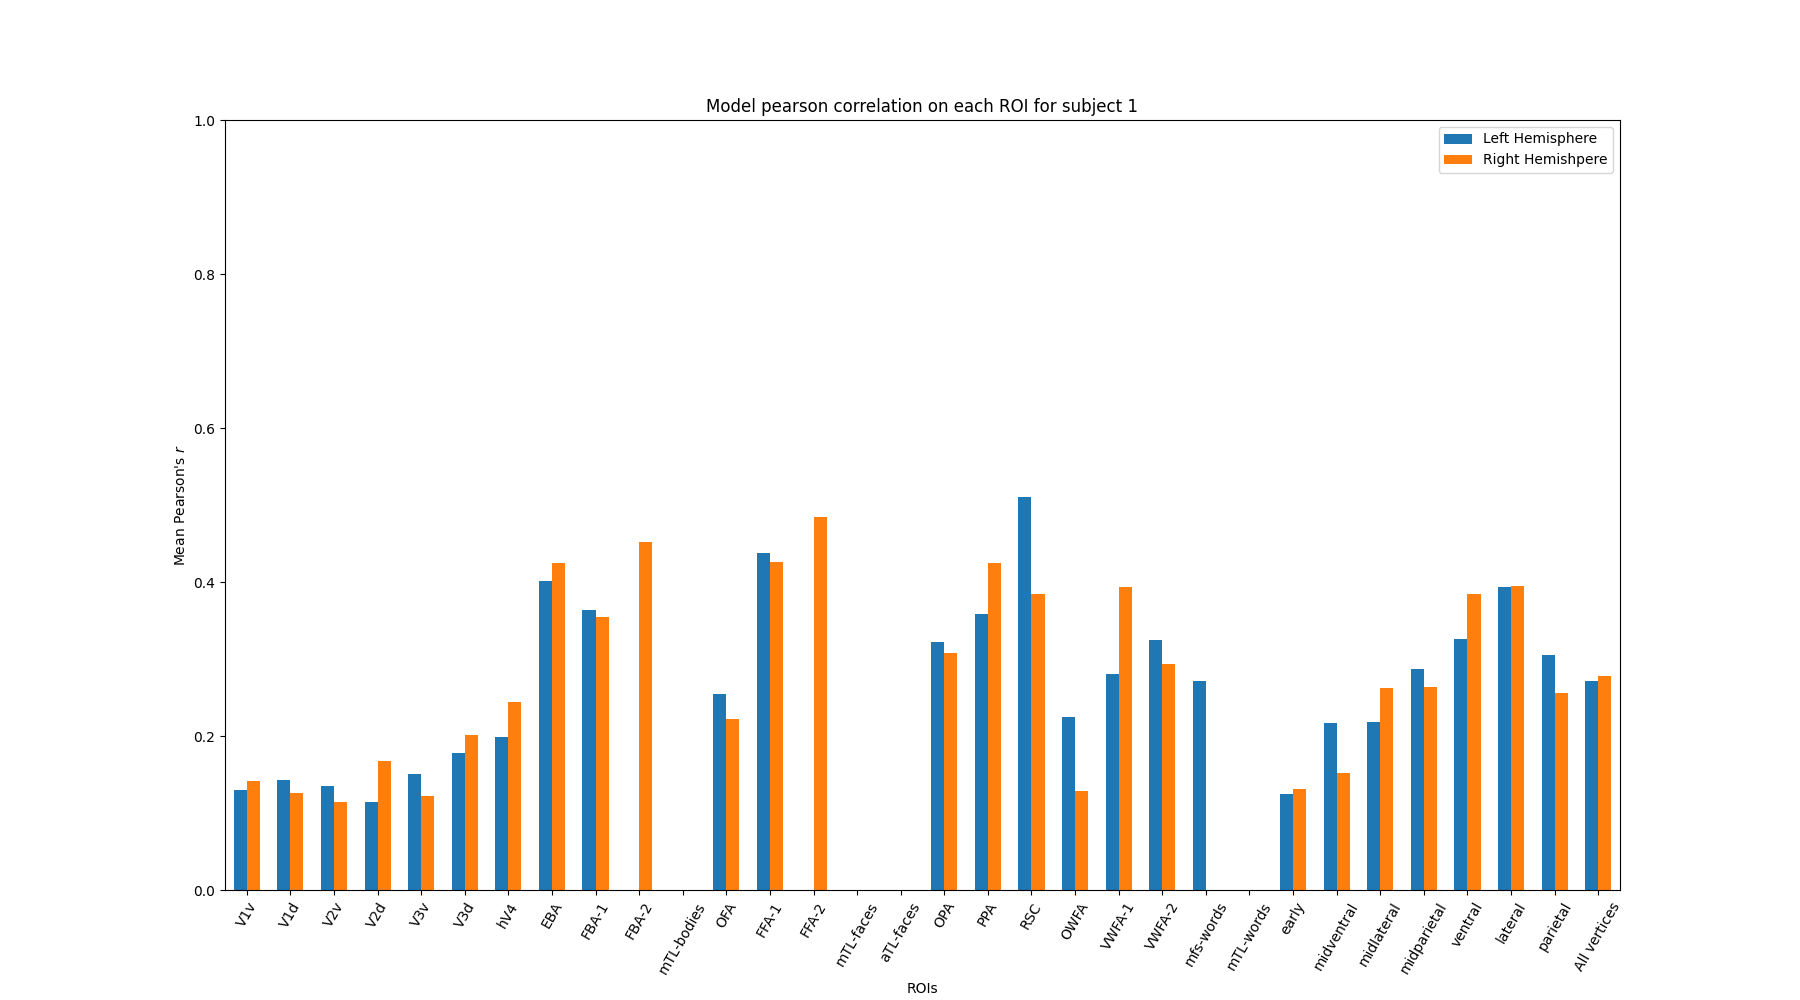 Model pearson correlation on each ROI for subject 1
1.0
0.8
0.6
0.4
0.2
0.0
Mean Pearson's r
Left Hemisphere
Right Hemishpere
V1v
V1d
V2v
V2d
V3v
V3d
hV4
EBA
FBA-1
FBA-2
mTL-bodies
OFA
FFA-1
FFA-2
mTL-faces
aTL-faces
OPA
PPA
RSC
OWFA
VWFA-1
VWFA-2
mfs-words
mTL-words
early
midventral
midlateral
midparietal
ventral
lateral
parietal
All vertices
ROIs